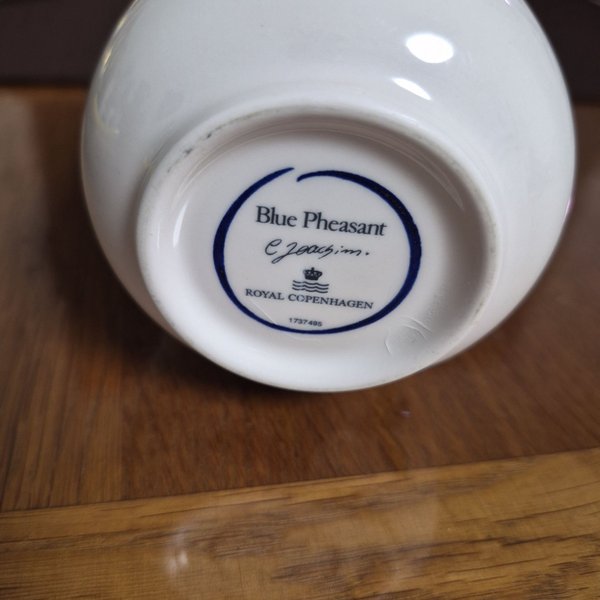 Blue Pheasant
C Joachim.
ROYAL COPENHAGEN
1737495